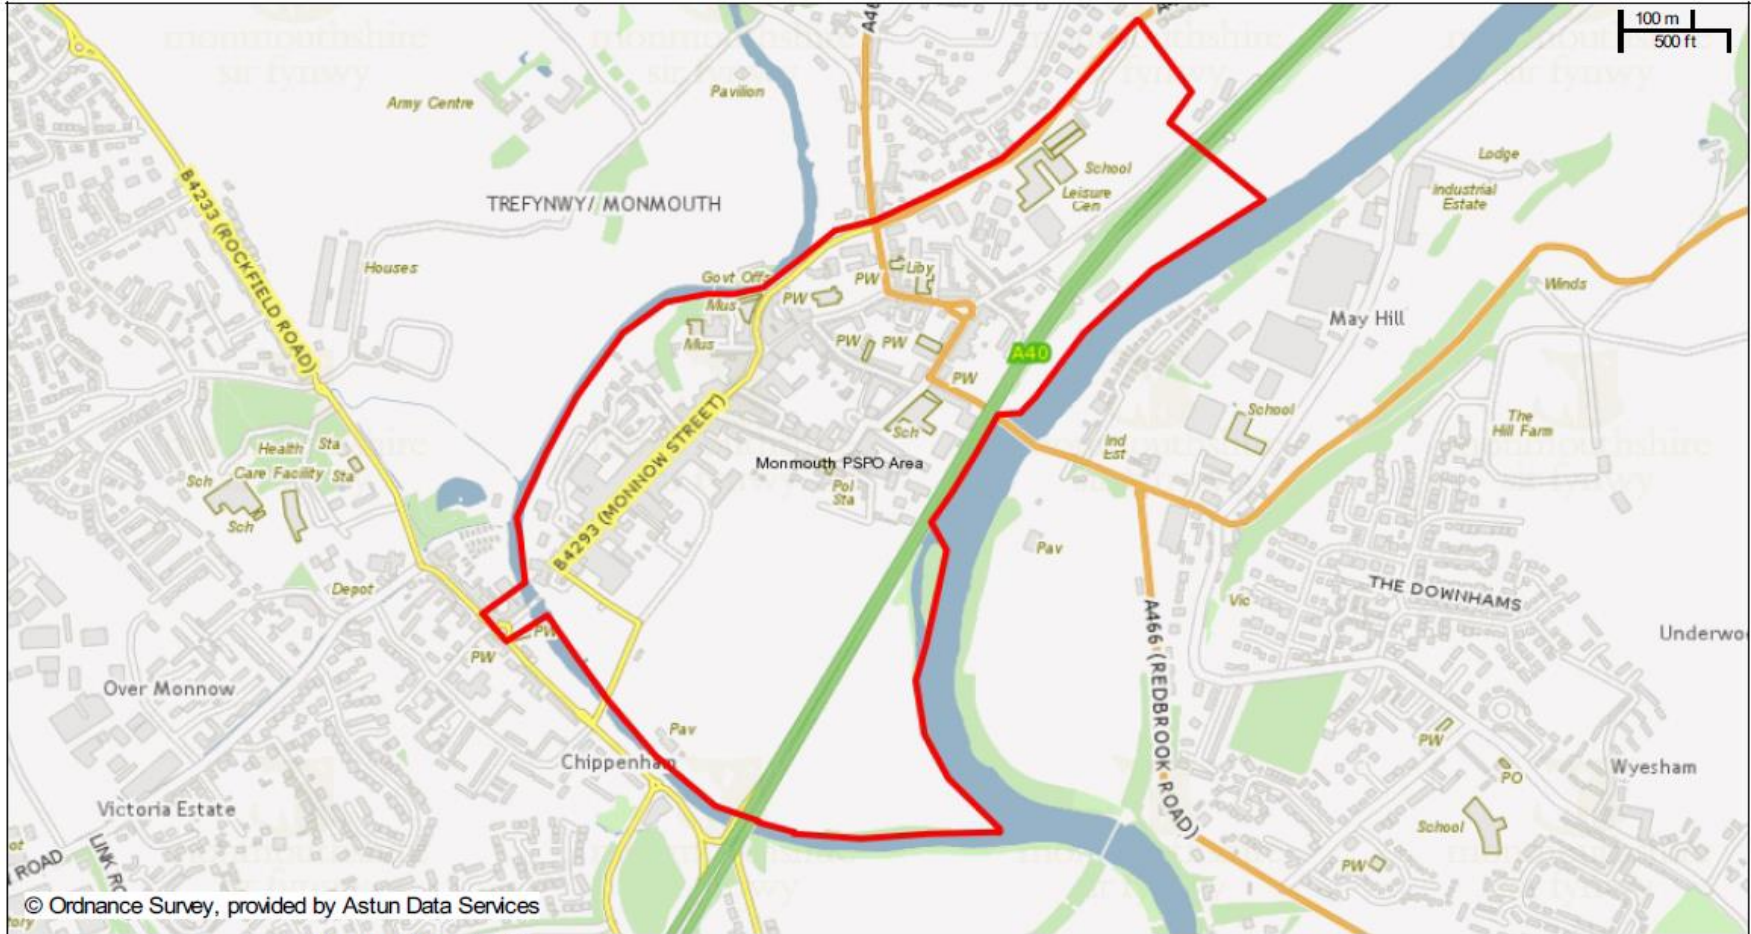 100 m
500 ft
monmouthshire
sir fynwy
A40
Army Centre
Pavilion
School
Leisure
Cen
Lodge
Industrial
Estate
TREFYNWY/ MONMOUTH
B4233 (ROCKFIELD ROAD)
Houses
Govt Offs
Mus
Mus
PW
PW
Liby
PW
PW
PW
Winds
May Hill
School
The
Hill Farm
Ind
Est
Sch
Monmouth PSPO Area
Pol
Sta
B4293 (MONNOW STREET)
Health
Sta
Care Facility
Sta
Sch
Sch
Depot
Pav
THE DOWNHAMS
Vic
A466 (REDBROOK ROAD)
PW
PW
Over Monnow
Pav
Chippenham
Victoria Estate
LINK RO
ROAD
PW
PO
Wyesham
School
PW
© Ordnance Survey, provided by Astun Data Services